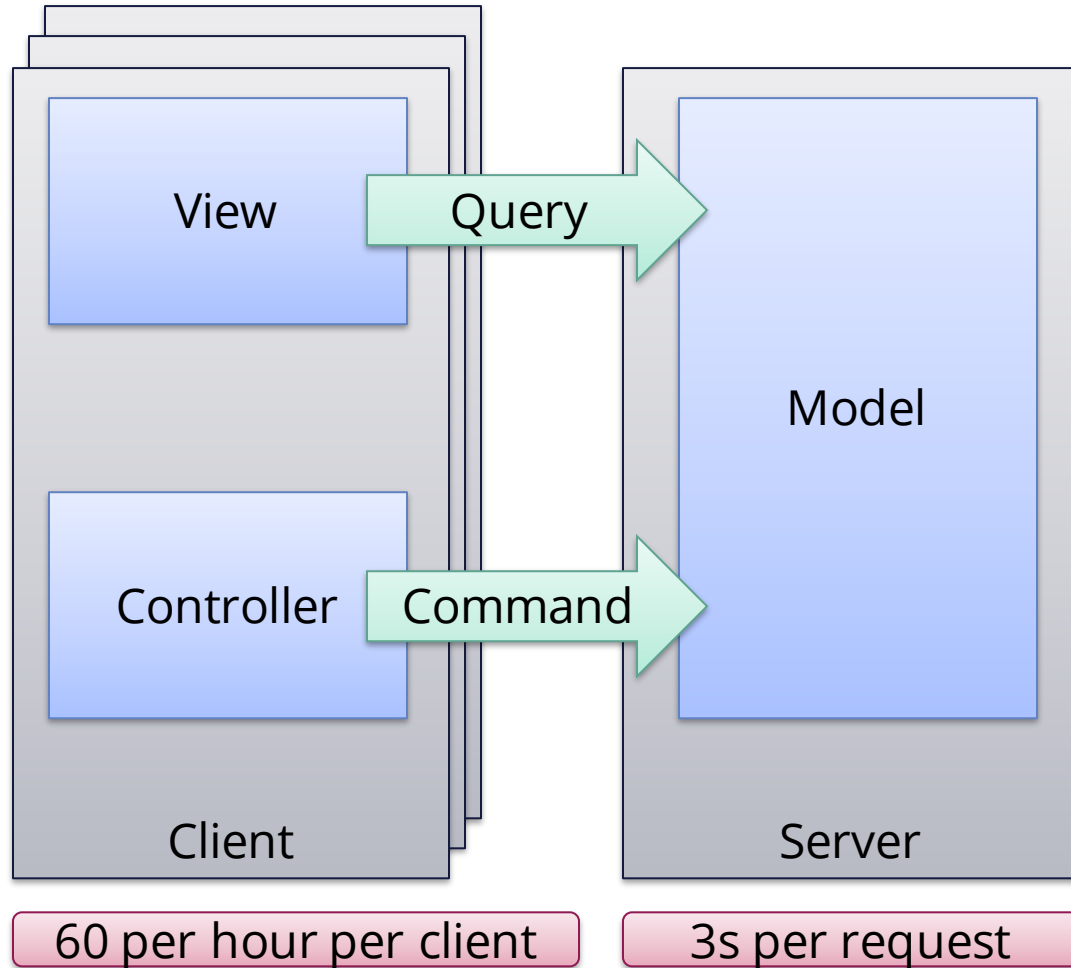 View
Query
Model
Controller
Command
Client
Server
60 per hour per client
3s per request